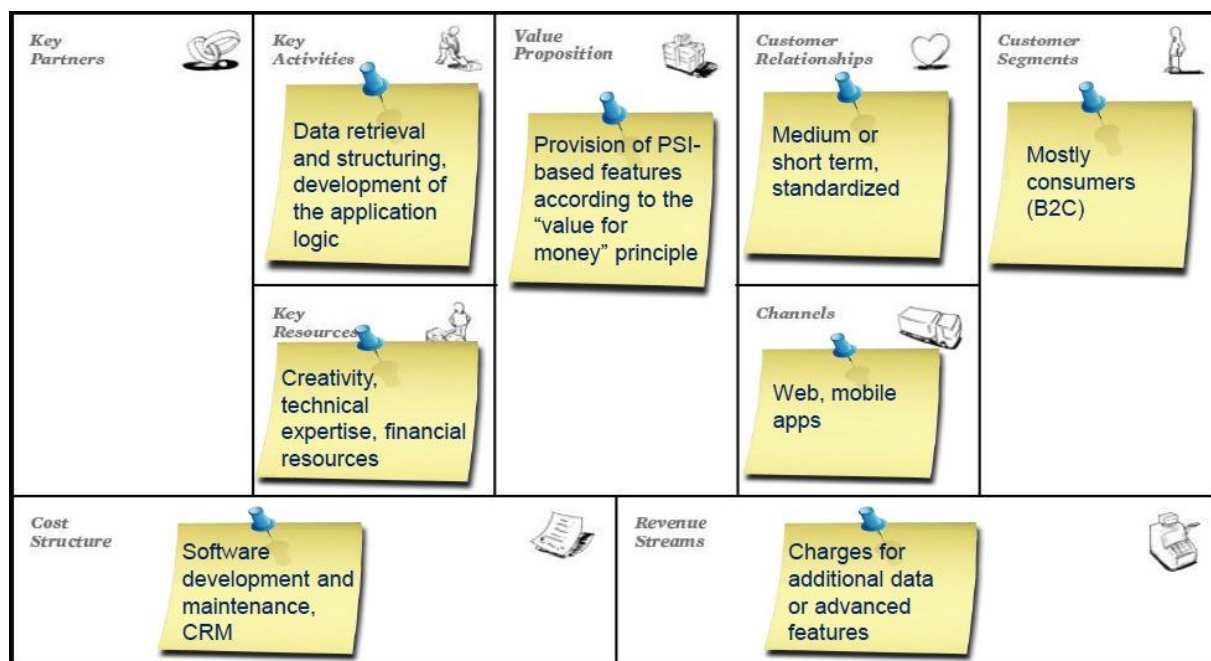 Key
Partners
Key
Activities
Data retrieval
and structuring,
development of
the application
logic
Key
Resources
Creativity,
technical
expertise, financial
resources
Value
Proposition
Provision of PSI-
based features
according to the
“value for
money” principle
Customer
Relationships
Medium or
short term,
standardized
Channels
Web, mobile
apps
Customer
Segments
Mostly
consumers
(B2C)
Cost
Structure
Software
development and
maintenance,
CRM
Revenue
Streams
Charges for
additional data
or advanced
features